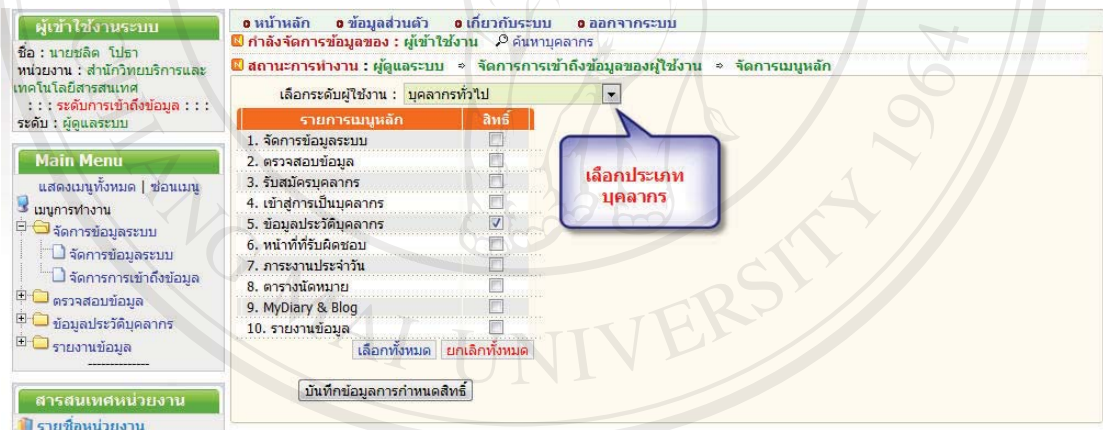 ผู้เข้าใช้งานระบบ
ชื่อ : นายชลิต โปธา
หน่วยงาน : สำนักวิทยบริการและ
เทคโนโลยีสารสนเทศ
: : : ระดับการเข้าถึงข้อมูล : : :
ระดับ : ผู้ดูแลระบบ
Main Menu
แสดงเมนูทั้งหมด | ซ่อนเมนู
เมนูการทำงาน
จัดการข้อมูลระบบ
จัดการข้อมูลระบบ
จัดการการเข้าถึงข้อมูล
ตรวจสอบข้อมูล
ข้อมูลประวัติบุคลากร
รายงานข้อมูล
--------------
สารสนเทศหน่วยงาน
รายชื่อหน่วยงาน
หน้าหลัก ข้อมูลส่วนตัว เกี่ยวกับระบบ ออกจากระบบ
N กำลังจัดการข้อมูลของ : ผู้เข้าใช้งาน ค้นหาบุคลากร
N สถานะการทำงาน : ผู้ดูแลระบบ ⇒ จัดการการเข้าถึงข้อมูลของผู้ใช้งาน ⇒ จัดการเมนูหลัก
เลือกระดับผู้ใช้งาน : บุคลากรทั่วไป
รายการเมนูหลัก สิทธิ์
1. จัดการข้อมูลระบบ
2. ตรวจสอบข้อมูล
3. รับสมัครบุคลากร
4. เข้าสู่การเป็นบุคลากร
5. ข้อมูลประวัติบุคลากร
6. หน้าที่ที่รับผิดชอบ
7. ภาระงานประจำวัน
8. ตารางนัดหมาย
9. MyDiary & Blog
10. รายงานข้อมูล
เลือกทั้งหมด ยกเลิกทั้งหมด
บันทึกข้อมูลการกำหนดสิทธิ์
เลือกประเภท
บุคลากร
ANG MAI UNIVERSITY 1964